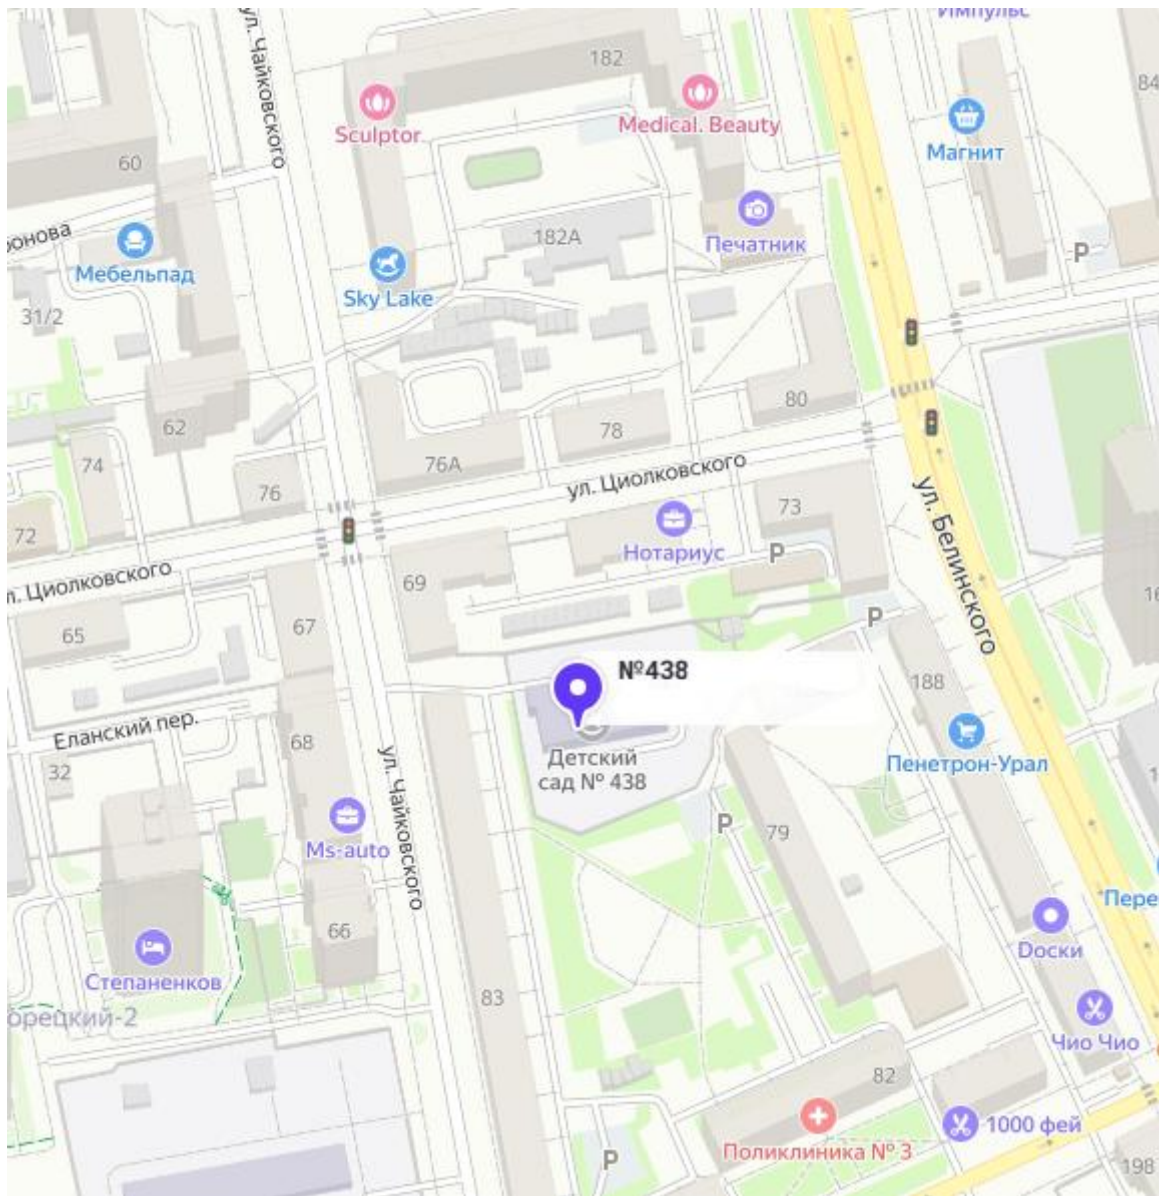 Импульс
ул. Чайковского
182
84
Sculptor
Medical. Beauty
Магнит
60
182А
Печатник
Р
Мебельпад
Sky Lake
31/2
80
62
78
74
76А
76
ул. Циолковского
73
72
Нотариус
Р
69
л. Циолковского
ул. Белинского
65
67
Р
№438
188
Еланский пер.
68
Детский
сад № 438
Пенетрон-Урал
32
ул. Чайковского
Р
79
Ms-auto
Пере
66
Dоски
Степаненков
83
орецкий-2
Чио Чио
82
1000 фей
Поликлиника № 3
Р
198